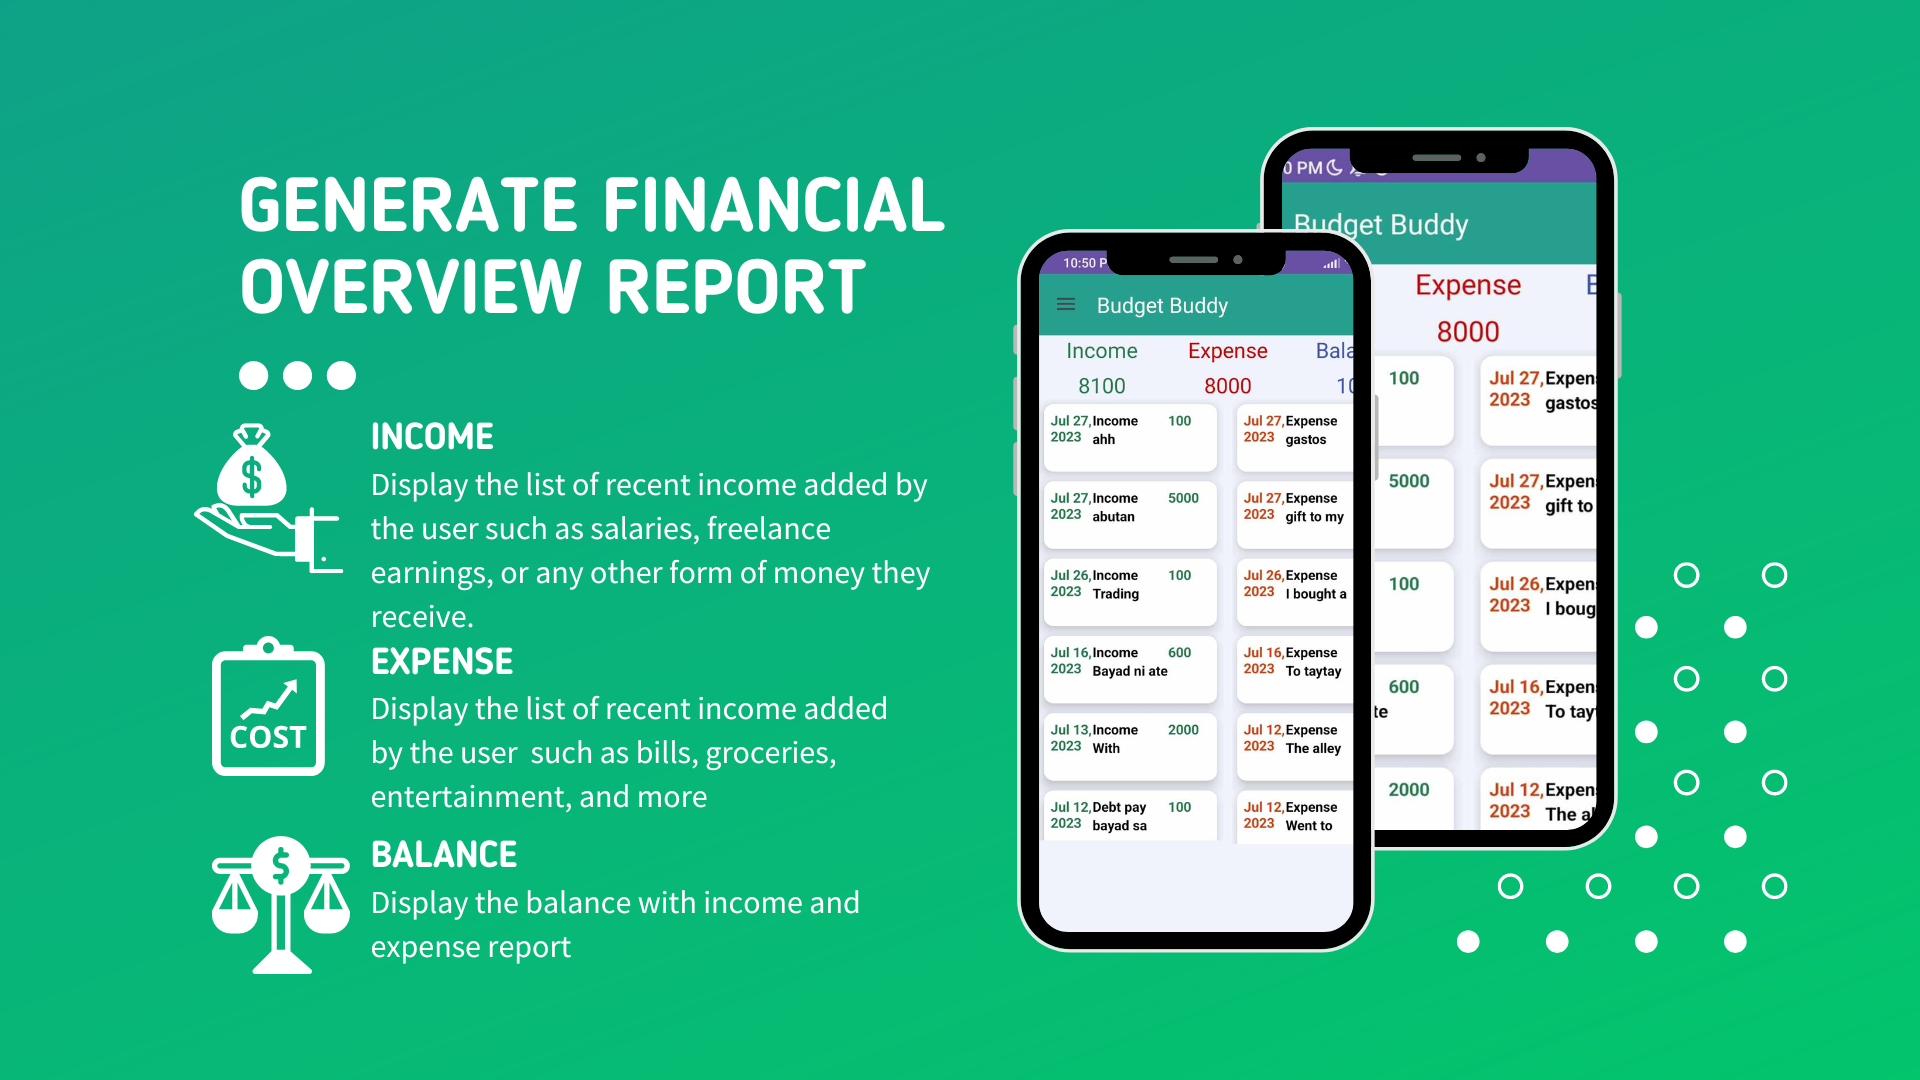 GENERATE FINANCIAL
OVERVIEW REPORT
INCOME
Display the list of recent income added by
the user such as salaries, freelance
earnings, or any other form of money they
receive.
COST
EXPENSE
Display the list of recent income added
by the user such as bills, groceries,
entertainment, and more
$
BALANCE
Display the balance with income and
expense report
10:50 P
Budget Buddy
Income Expense Bala
8100 8000 10
Jul 27, Income 100
2023 ahh
Jul 27, Expense
2023 gastos
Jul 27, Income 5000
2023 abutan
Jul 27, Expense
2023 gift to my
Jul 26, Income 100
2023 Trading
Jul 26, Expense
2023 I bought a
Jul 16, Income 600
2023 Bayad ni ate
Jul 16, Expense
2023 To taytay
Jul 13, Income 2000
2023 With
Jul 12, Expense
2023 The alley
Jul 12, Debt pay 100
2023 bayad sa
Jul 12, Expense
2023 Went to
0 PM
Budget Buddy
Expense B
8000
100
Jul 27, Expen
2023 gastos
5000
Jul 27, Expen
2023 gift to
100
Jul 26, Expen
2023 I boug
600
te
Jul 16, Expen
2023 To tay
2000
Jul 12, Expen
2023 The al